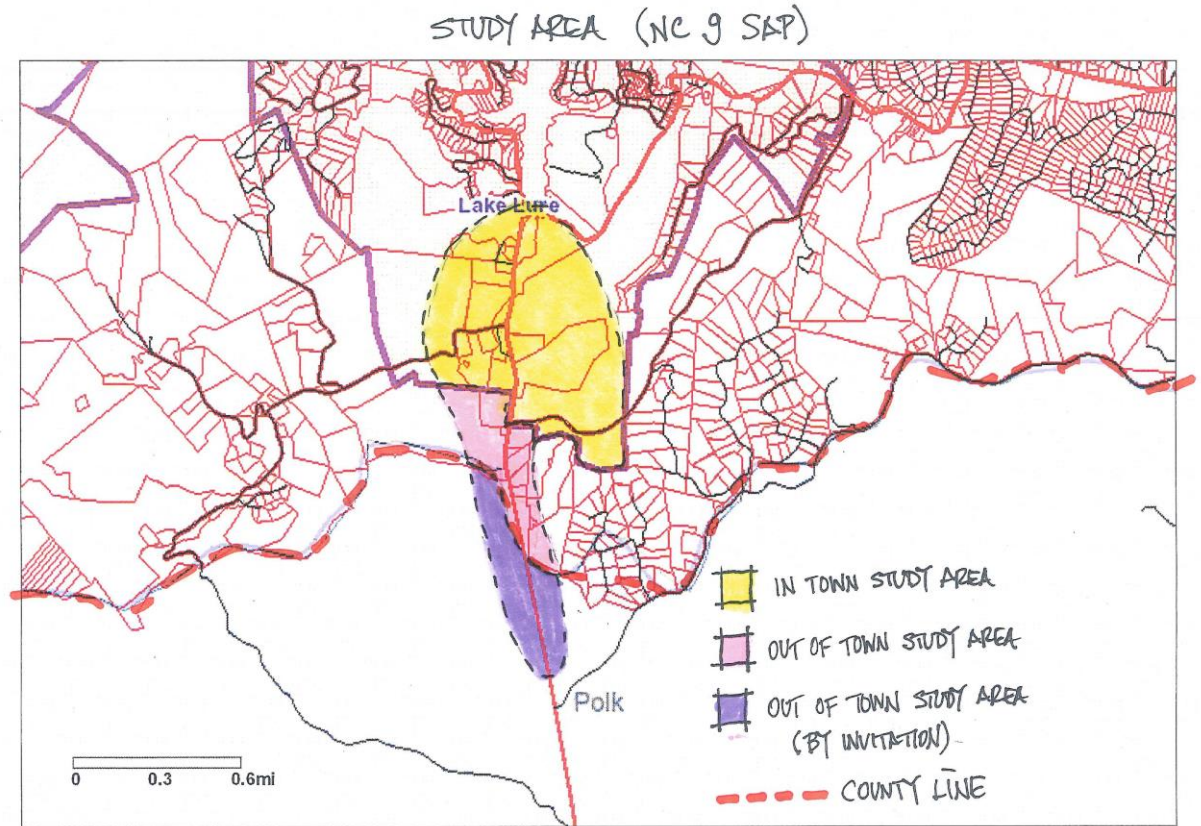 STUDY AREA (NC 9 SAP)
Lake Lure
IN TOWN STUDY AREA
OUT OF TOWN STUDY AREA
Polk
OUT OF TOWN STUDY AREA
(BY INVITATION)
0 0.3 0.6mi
COUNTY LINE